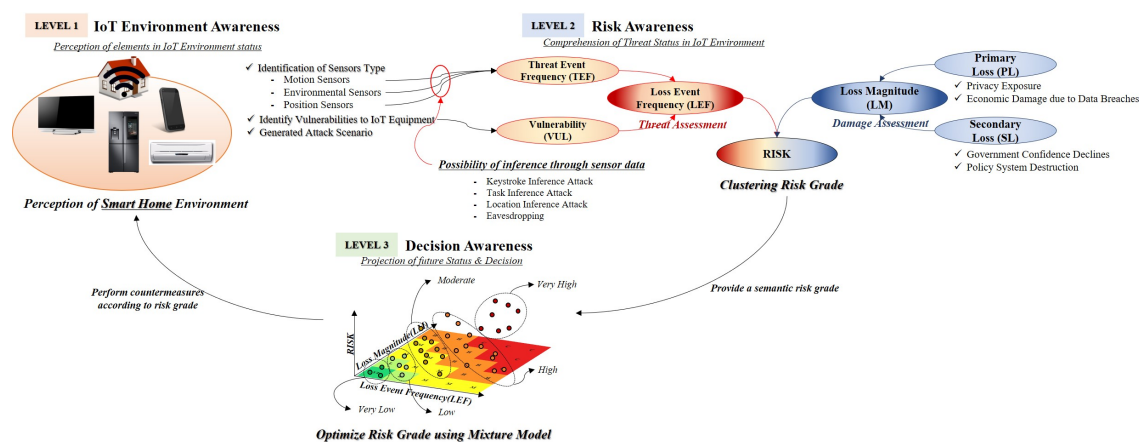 LEVEL 1 IoT Environment Awareness
Perception of elements in IoT Environment status
✓ Identification of Sensors Type
- Motion Sensors
- Environmental Sensors
- Position Sensors
✓ Identify Vulnerabilities to IoT Equipment
✓ Generated Attack Scenario
Perception of Smart Home Environment
LEVEL 2 Risk Awareness
Comprehension of Threat Status in IoT Environment
Threat Event
Frequency (TEF)
Vulnerability
(VUL)
Loss Event
Frequency (LEF)
Threat Assessment
Possibility of inference through sensor data
- Keystroke Inference Attack
- Task Inference Attack
- Location Inference Attack
- Eavesdropping
RISK
Clustering Risk Grade
Loss Magnitude
(LM)
Damage Assessment
Primary
Loss (PL)
✓ Privacy Exposure
✓ Economic Damage due to Data Breaches
Secondary
Loss (SL)
✓ Government Confidence Declines
✓ Policy System Destruction
LEVEL 3 Decision Awareness
Projection of future Status & Decision
Perform countermeasures
according to risk grade
Provide a semantic risk grade
Moderate
Very High
High
RISK
Loss Magnitude(LM)
Loss Event Frequency(LEF)
Very Low
Low
Optimize Risk Grade using Mixture Model